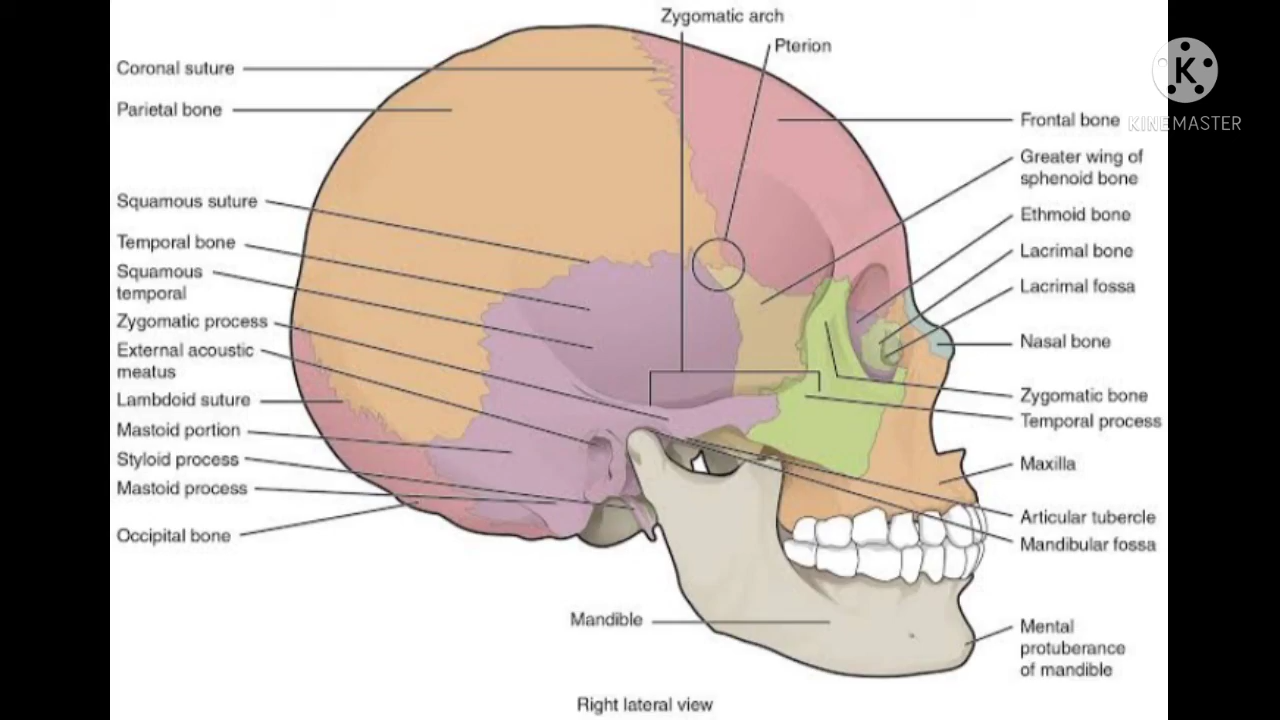 Zygomatic arch
Pterion
Coronal suture
Parietal bone
Squamous suture
Temporal bone
Squamous
temporal
Zygomatic process
External acoustic
meatus
Lambdoid suture
Mastoid portion
Styloid process
Mastoid process
Occipital bone
Mandible
Frontal bone
Greater wing of
sphenoid bone
Ethmoid bone
Lacrimal bone
Lacrimal fossa
Nasal bone
Zygomatic bone
Temporal process
Maxilla
Articular tubercle
Mandibular fossa
Mental
protuberance
of mandible
Right lateral view
K
KINEMASTER